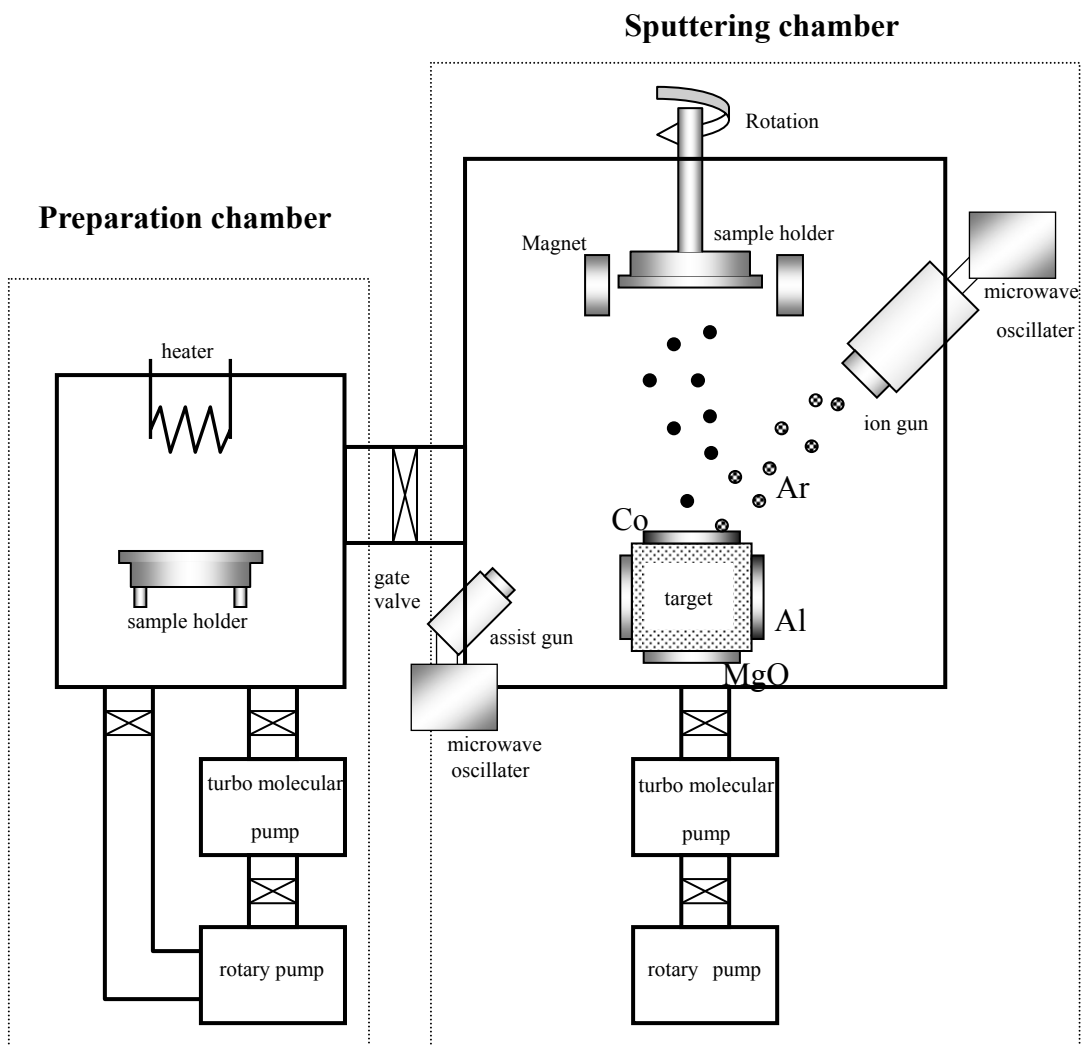 Sputtering chamber
Rotation
Preparation chamber
Magnet
sample holder
microwave
oscillater
heater
ion gun
Ar
Co
gate
valve
target
sample holder
assist gun
Al
MgO
microwave
oscillater
turbo molecular
pump
turbo molecular
pump
rotary pump
rotary pump